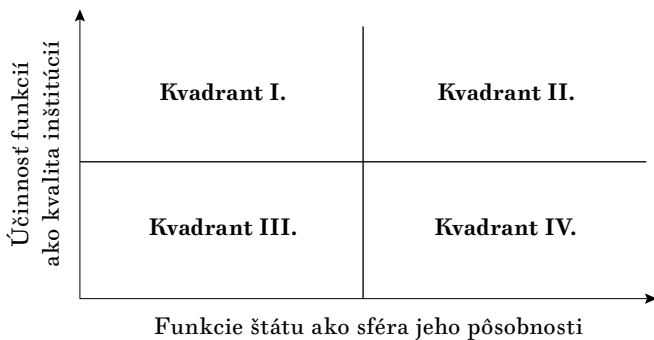 Účinnosť funkcií
ako kvalita inštitúcií
Kvadrant I.
Kvadrant II.
Kvadrant III.
Kvadrant IV.
Funkcie štátu ako sféra jeho pôsobnosti